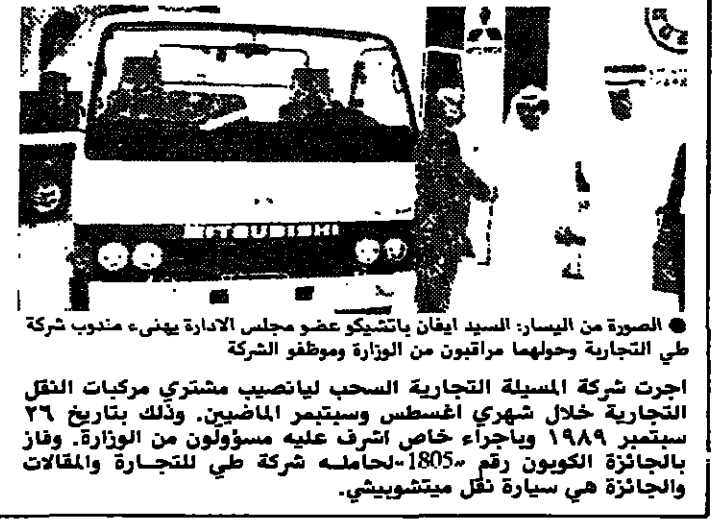 MITSUBISHI
● الصورة من اليسار: السيد ايفان ياتشيكو عضو مجلس الادارة يهنىء مندوب شركة
طي التجارية وحولهما مراقبون من الوزارة وموظفو الشركة
اجرت شركة المسيلة التجارية السحب ليانصيب مشتري مركبات النقل
التجارية خلال شهري اغسطس وسبتمبر الماضيين. وذلك بتاريخ ٢٦
سبتمبر ١٩٨٩ وباجراء خاص اشرف عليه مسؤولون من الوزارة. وفاز
بالجائزة الكوبون رقم «1805» لحاملـه شركة طي للتجـارة والمقالات
والجائزة هي سيارة نقل ميتشوبيشي.